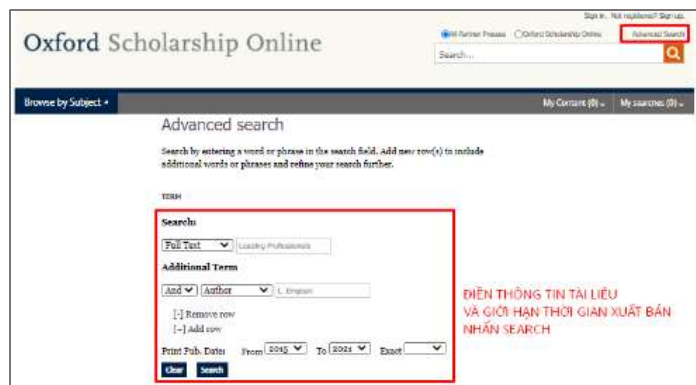 Sign in. Not registered? Sign up.
Oxford Scholarship Online
All Partner Presses Oxford Scholarship Online Advanced Search
Search...
Browse by Subject
My Content (0) My searches (0)
Advanced search
Search by entering a word or phrase in the search field. Add new row(s) to include
additional words or phrases and refine your search further.
TERM
Search:
Full Text Leading Professionals
Additional Term
And Author L. Empson
[-] Remove row
[+] Add row
Print Pub. Date: From 2015 To 2021 Exact
Clear Search
ĐIỀN THÔNG TIN TÀI LIỆU
VÀ GIỚI HẠN THỜI GIAN XUẤT BẢN
NHẤN SEARCH